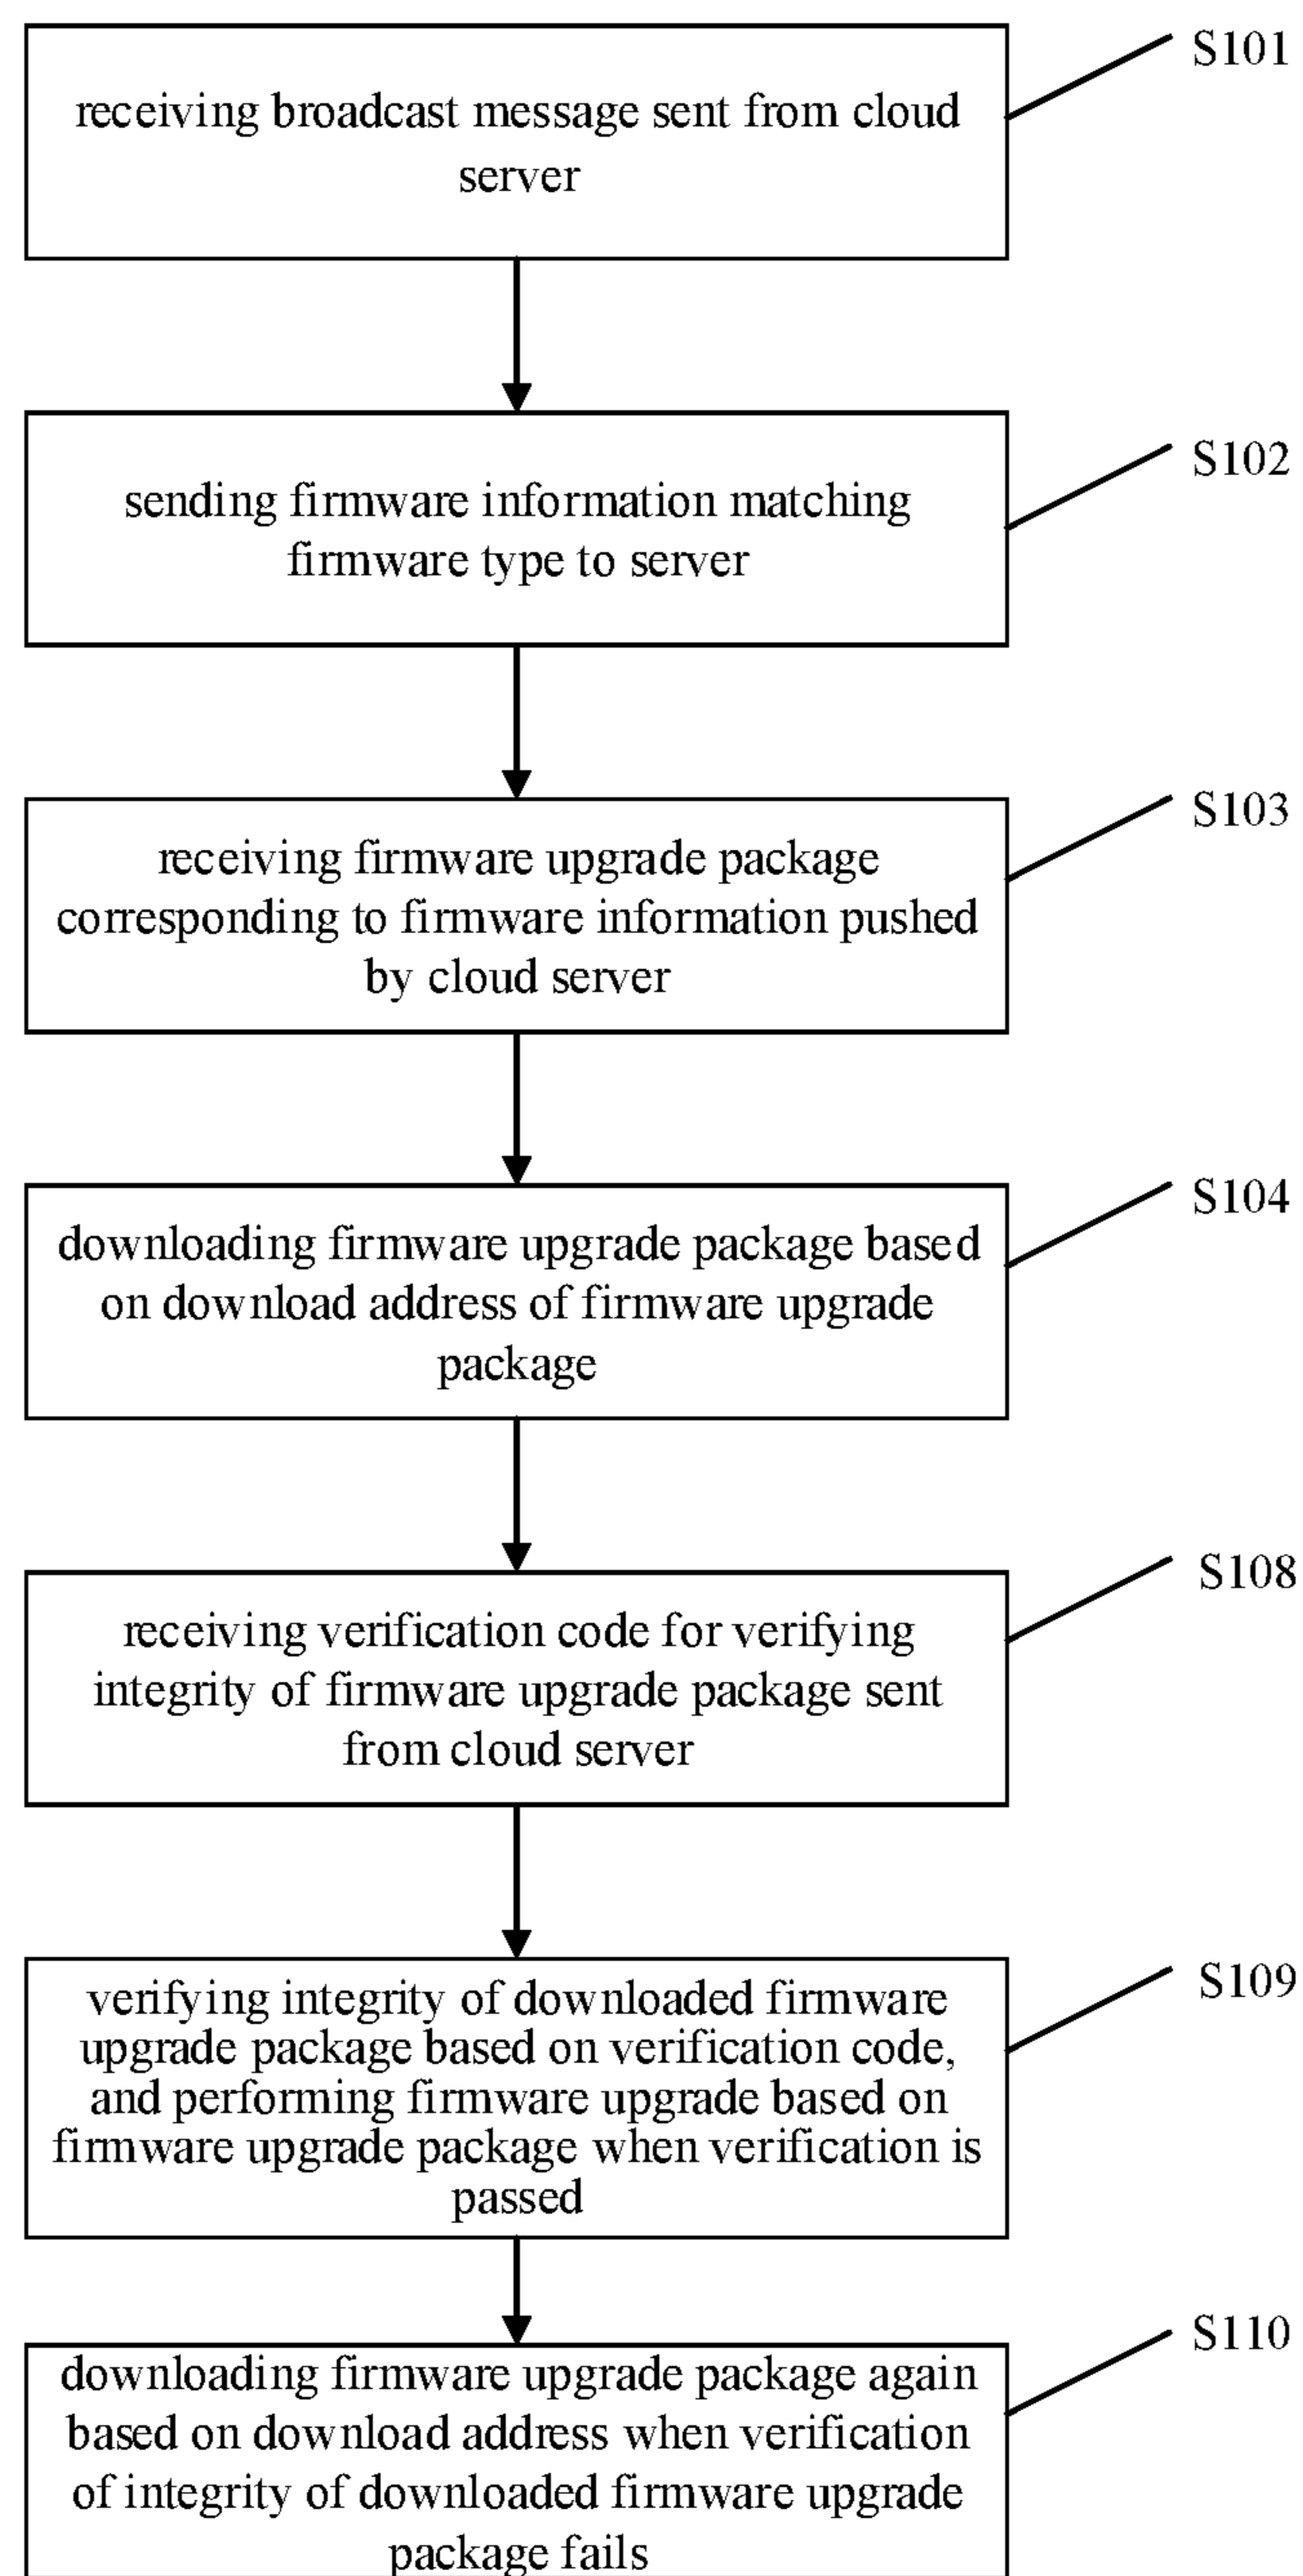 receiving broadcast message sent from cloud
server
S101
sending firmware information matching
firmware type to server
S102
receiving firmware upgrade package
corresponding to firmware information pushed
by cloud server
S103
downloading firmware upgrade package based
on download address of firmware upgrade
package
S104
receiving verification code for verifying
integrity of firmware upgrade package sent
from cloud server
S108
verifying integrity of downloaded firmware
upgrade package based on verification code,
and performing firmware upgrade based on
firmware upgrade package when verification is
passed
S109
downloading firmware upgrade package again
based on download address when verification
of integrity of downloaded firmware upgrade
package fails
S110